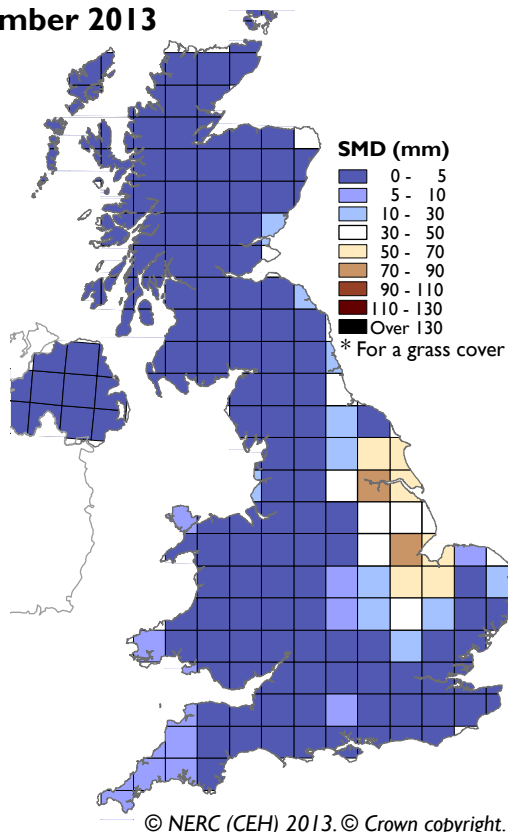 mber 2013
SMD (mm)
0 - 5
5 - 10
10 - 30
30 - 50
50 - 70
70 - 90
90 - 110
110 - 130
Over 130
* For a grass cover
© NERC (CEH) 2013. © Crown copyright.